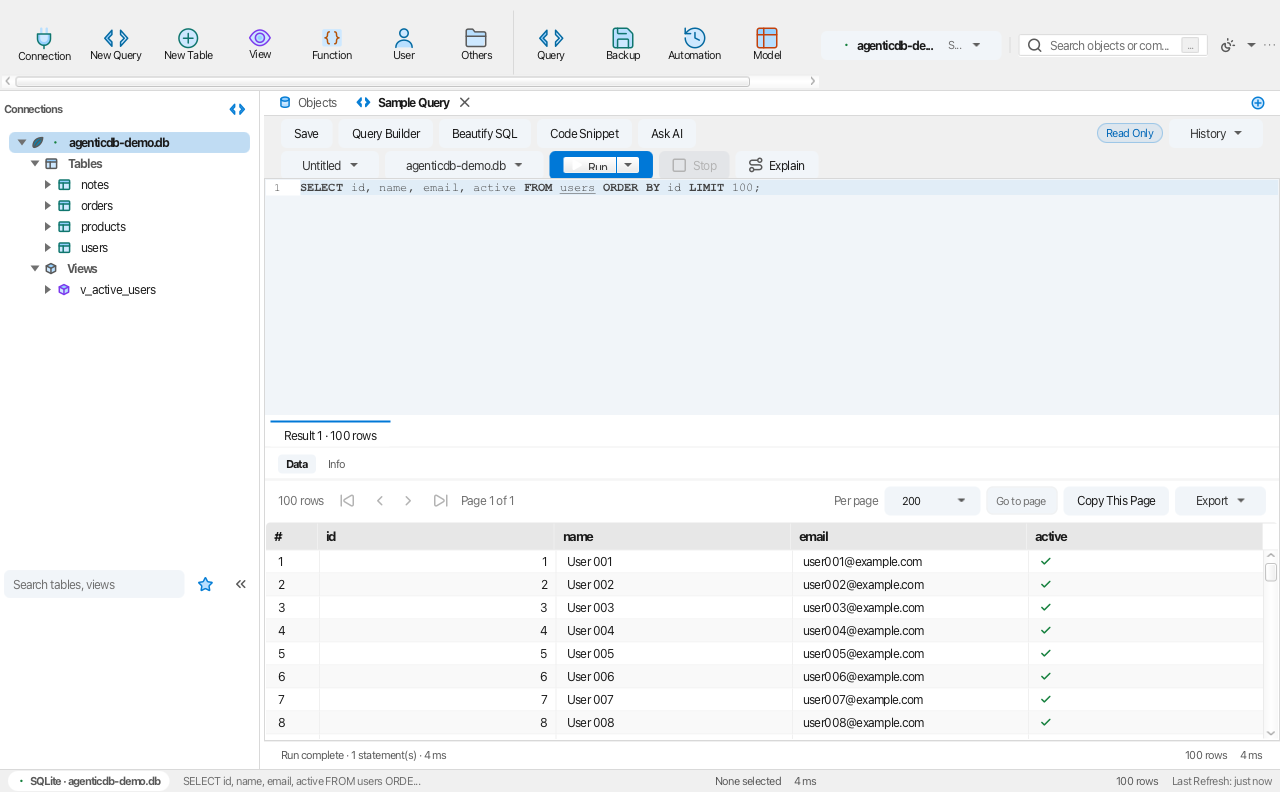 Connection
New Query
New Table
View
Function
User
Others
Query
Backup
Automation
Model
agenticdb-de...
S...
Search objects or com...
...
Connections
Objects
Sample Query
agenticdb-demo.db
Tables
notes
orders
products
users
Views
v_active_users
Search tables, views
Save
Query Builder
Beautify SQL
Code Snippet
Ask AI
Read Only
History
Untitled
agenticdb-demo.db
Run
Stop
Explain
1 SELECT id, name, email, active FROM users ORDER BY id LIMIT 100;
Result 1 · 100 rows
Data
Info
100 rows
Page 1 of 1
Per page
200
Go to page
Copy This Page
Export
# id name email active
1 1 User 001 user001@example.com
2 2 User 002 user002@example.com
3 3 User 003 user003@example.com
4 4 User 004 user004@example.com
5 5 User 005 user005@example.com
6 6 User 006 user006@example.com
7 7 User 007 user007@example.com
8 8 User 008 user008@example.com
Run complete · 1 statement(s) · 4 ms
100 rows 4 ms
SQLite · agenticdb-demo.db
SELECT id, name, email, active FROM users ORDE...
None selected
4 ms
100 rows
Last Refresh: just now